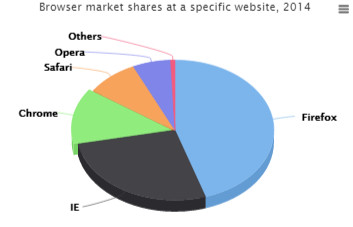 Browser market shares at a specific website, 2014
Others
Opera
Safari
Chrome
Firefox
IE